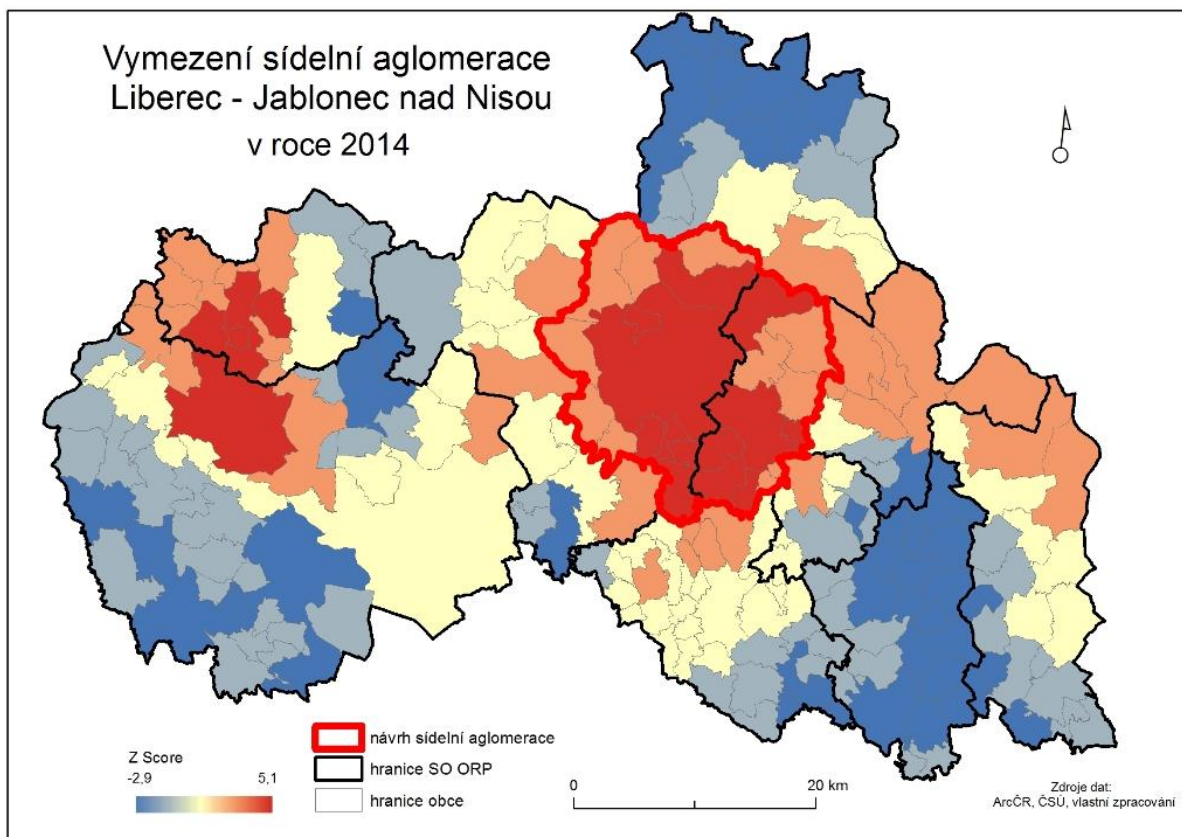 Vymezení sídelní aglomerace
Liberec - Jablonec nad Nisou
v roce 2014
Z Score
-2,9 5,1
návrh sídelní aglomerace
hranice SO ORP
hranice obce
0 20 km
Zdroje dat:
ArcČR, ČSÚ, vlastní zpracování